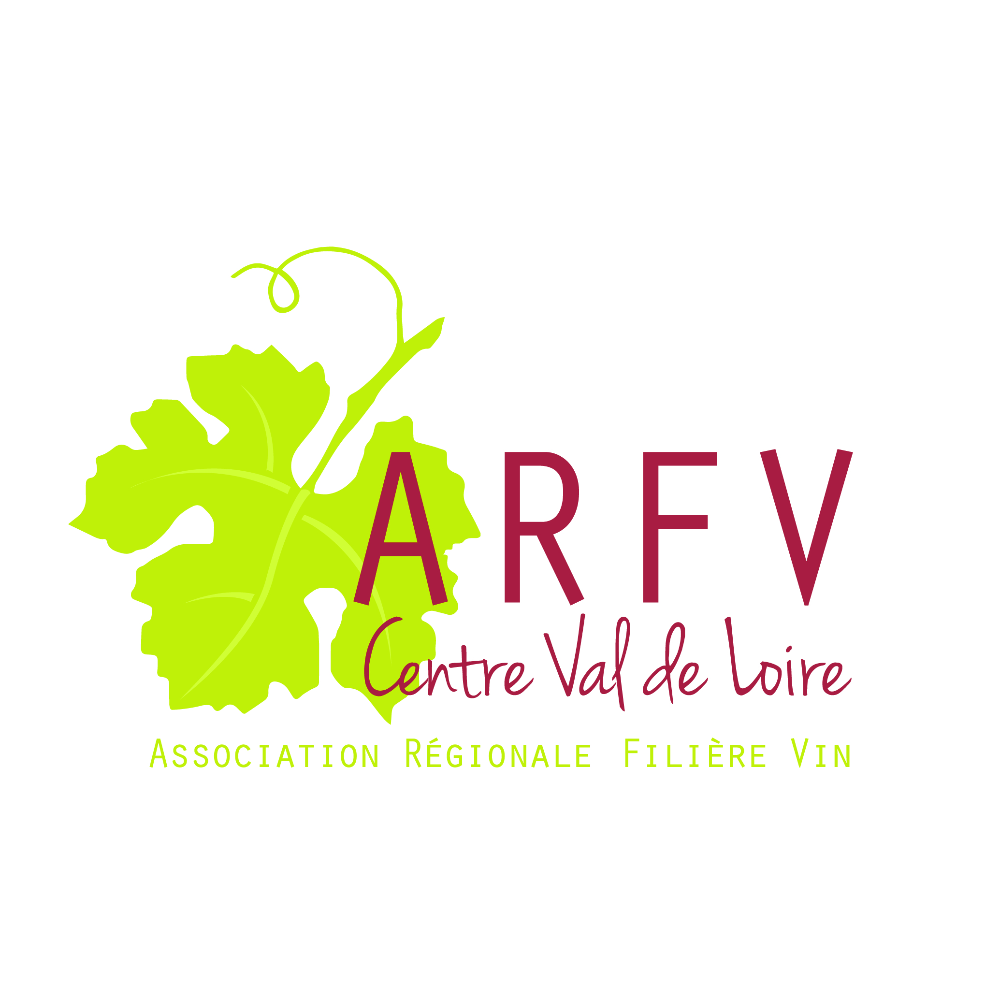 ARFV
Centre Val de Loire
Association Régionale Filière Vin